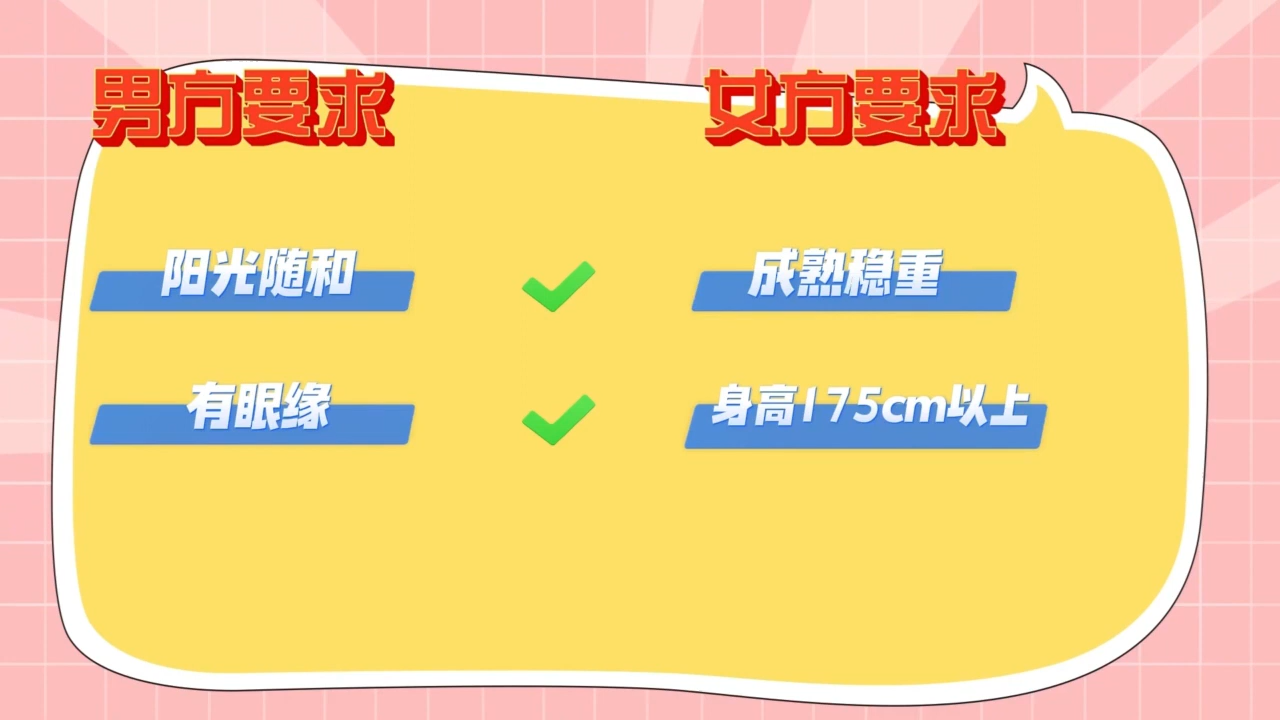 男方要求
女方要求
阳光随和
成熟稳重
有眼缘
身高175cm以上